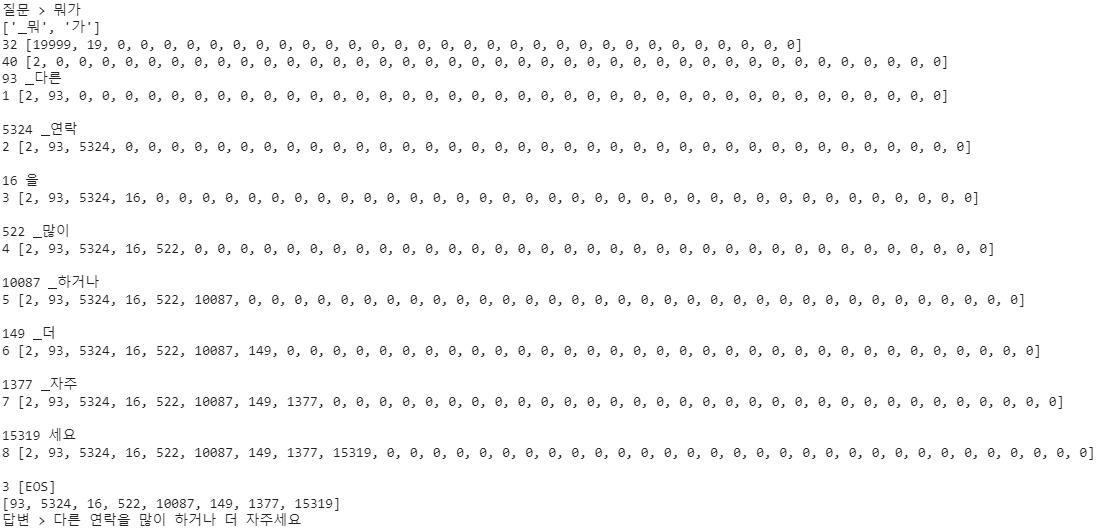 질문 > 뭐가
['_뭐', '가']
32 [19999, 19, 0, 0, 0, 0, 0, 0, 0, 0, 0, 0, 0, 0, 0, 0, 0, 0, 0, 0, 0, 0, 0, 0, 0, 0, 0, 0, 0, 0, 0, 0]
40 [2, 0, 0, 0, 0, 0, 0, 0, 0, 0, 0, 0, 0, 0, 0, 0, 0, 0, 0, 0, 0, 0, 0, 0, 0, 0, 0, 0, 0, 0, 0, 0, 0, 0, 0, 0, 0, 0, 0, 0]
93 _다른
1 [2, 93, 0, 0, 0, 0, 0, 0, 0, 0, 0, 0, 0, 0, 0, 0, 0, 0, 0, 0, 0, 0, 0, 0, 0, 0, 0, 0, 0, 0, 0, 0, 0, 0, 0, 0, 0, 0, 0, 0]
5324 _연락
2 [2, 93, 5324, 0, 0, 0, 0, 0, 0, 0, 0, 0, 0, 0, 0, 0, 0, 0, 0, 0, 0, 0, 0, 0, 0, 0, 0, 0, 0, 0, 0, 0, 0, 0, 0, 0, 0, 0, 0, 0]
16 을
3 [2, 93, 5324, 16, 0, 0, 0, 0, 0, 0, 0, 0, 0, 0, 0, 0, 0, 0, 0, 0, 0, 0, 0, 0, 0, 0, 0, 0, 0, 0, 0, 0, 0, 0, 0, 0, 0, 0, 0, 0]
522 _많이
4 [2, 93, 5324, 16, 522, 0, 0, 0, 0, 0, 0, 0, 0, 0, 0, 0, 0, 0, 0, 0, 0, 0, 0, 0, 0, 0, 0, 0, 0, 0, 0, 0, 0, 0, 0, 0, 0, 0, 0, 0]
10087 _하거나
5 [2, 93, 5324, 16, 522, 10087, 0, 0, 0, 0, 0, 0, 0, 0, 0, 0, 0, 0, 0, 0, 0, 0, 0, 0, 0, 0, 0, 0, 0, 0, 0, 0, 0, 0, 0, 0, 0, 0, 0, 0]
149 _더
6 [2, 93, 5324, 16, 522, 10087, 149, 0, 0, 0, 0, 0, 0, 0, 0, 0, 0, 0, 0, 0, 0, 0, 0, 0, 0, 0, 0, 0, 0, 0, 0, 0, 0, 0, 0, 0, 0, 0, 0, 0]
1377 _자주
7 [2, 93, 5324, 16, 522, 10087, 149, 1377, 0, 0, 0, 0, 0, 0, 0, 0, 0, 0, 0, 0, 0, 0, 0, 0, 0, 0, 0, 0, 0, 0, 0, 0, 0, 0, 0, 0, 0, 0, 0, 0]
15319 세요
8 [2, 93, 5324, 16, 522, 10087, 149, 1377, 15319, 0, 0, 0, 0, 0, 0, 0, 0, 0, 0, 0, 0, 0, 0, 0, 0, 0, 0, 0, 0, 0, 0, 0, 0, 0, 0, 0, 0, 0, 0, 0]
3 [EOS]
[93, 5324, 16, 522, 10087, 149, 1377, 15319]
답변 > 다른 연락을 많이 하거나 더 자주세요